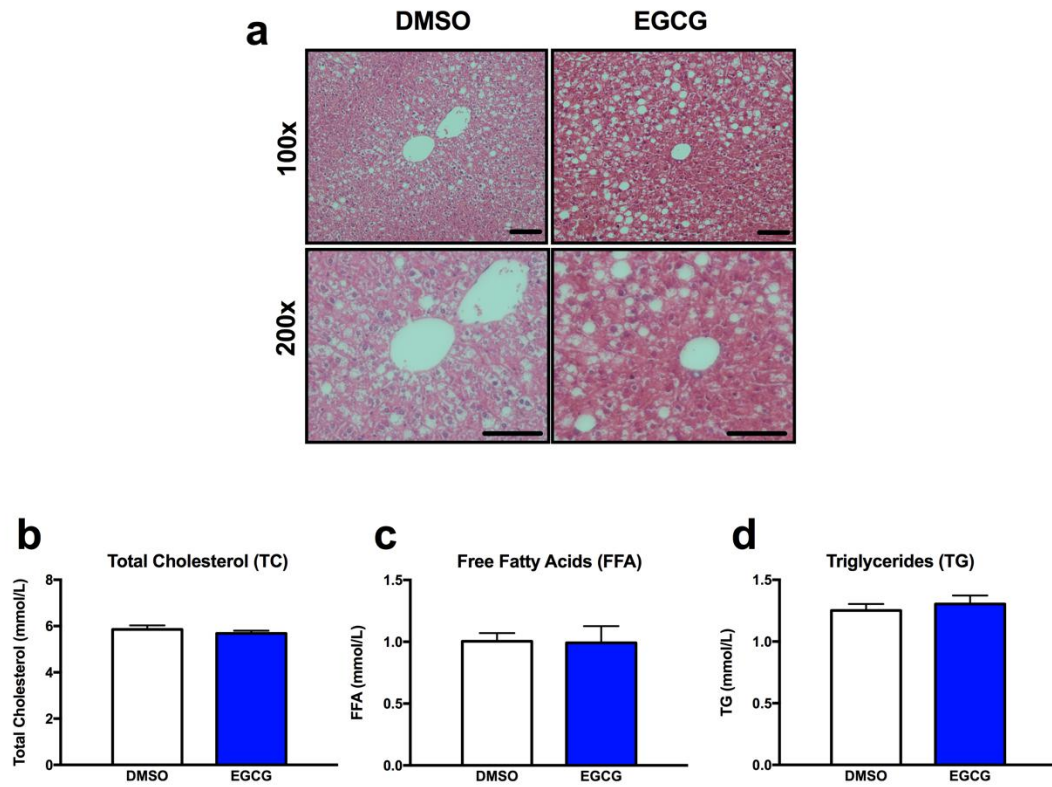 a
DMSO
EGCG
100x
200x
b
Total Cholesterol (TC)
Total Cholesterol (mmol/L)
8
6
4
2
0
DMSO
EGCG
c
Free Fatty Acids (FFA)
FFA (mmol/L)
1.5
1.0
0.5
0.0
DMSO
EGCG
d
Triglycerides (TG)
TG (mmol/L)
1.5
1.0
0.5
0.0
DMSO
EGCG